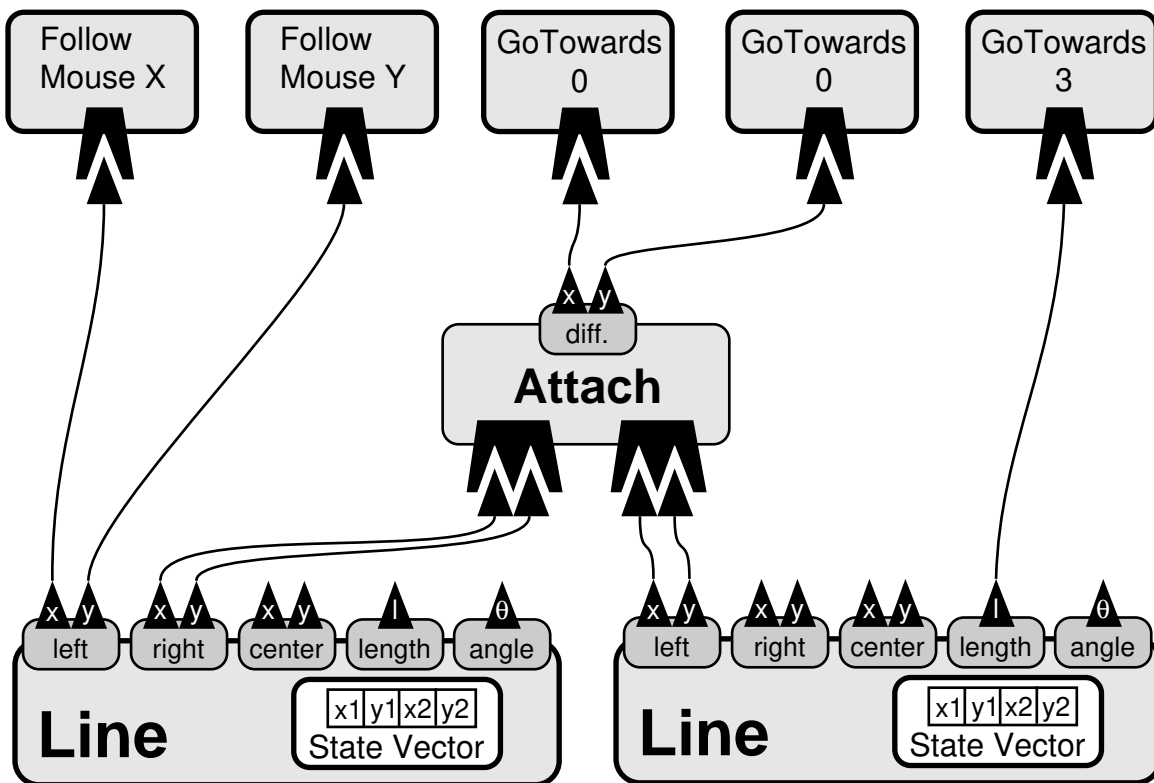 Follow
Mouse X
Follow
Mouse Y
GoTowards
0
GoTowards
0
GoTowards
3
x y
diff.
Attach
x y x y x y l θ
left right center length angle
x1 y1 x2 y2
State Vector
Line
x y x y x y l θ
left right center length angle
x1 y1 x2 y2
State Vector
Line